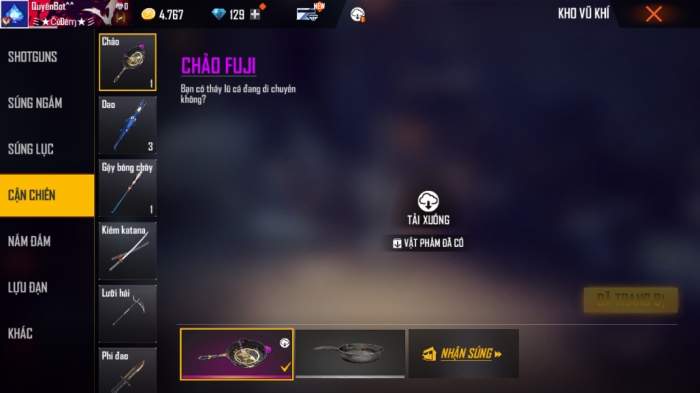 QuyênBot^^
0
4.767
129
NEW
KHO VŨ KHÍ
SHOTGUNS
SÚNG NGẮM
SÚNG LỤC
CẬN CHIẾN
NẮM ĐẤM
LỰU ĐẠN
KHÁC
Chảo
1
Dao
3
Gậy bóng chày
1
Kiếm katana
Lưỡi hái
Phi dao
CHẢO FUJI
Bạn có thấy lũ cá đang di chuyển
không?
TẢI XUỐNG
VẬT PHẨM ĐÃ CÓ
ĐÃ TRANG BỊ
NHẬN SÚNG